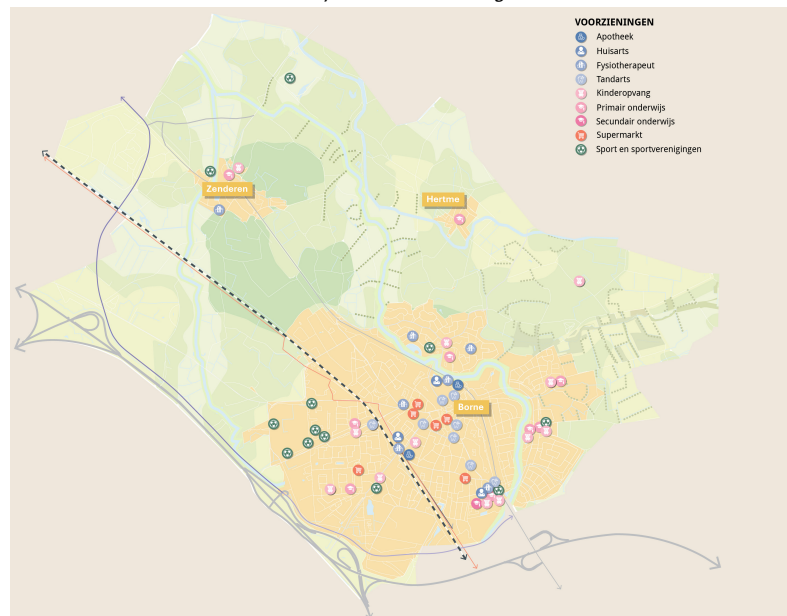 VOORZIENINGEN
Apotheek
Huisarts
Fysiotherapeut
Tandarts
Kinderopvang
Primair onderwijs
Secundair onderwijs
Supermarkt
Sport en sportverenigingen
Zenderen
Hertme
Borne